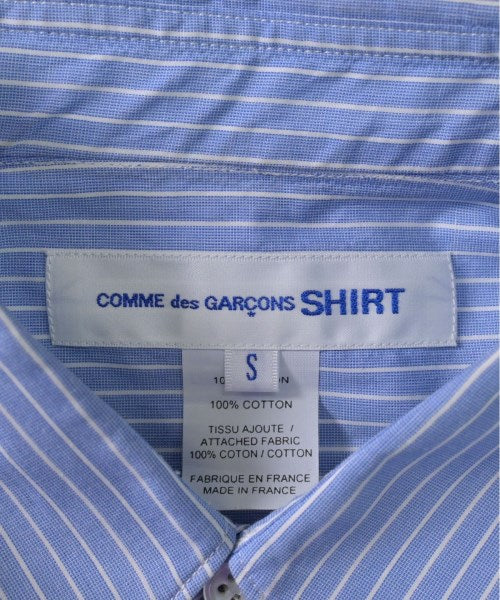 COMME des GARÇONS SHIRT
S
100% COTTON
TISSU AJOUTE /
ATTACHED FABRIC
100% COTON / COTTON
FABRIQUE EN FRANCE
MADE IN FRANCE